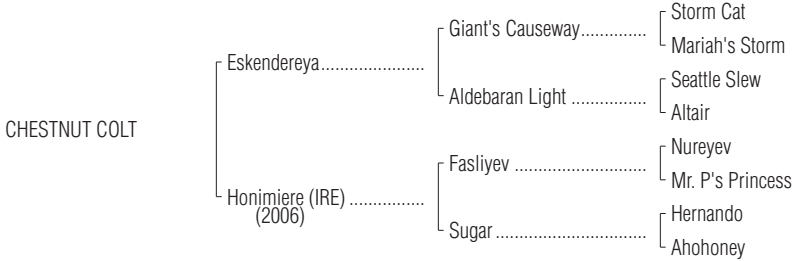 Storm Cat
Giant's Causeway..............
Mariah's Storm
Eskendereya......................
Seattle Slew
Aldebaran Light ................
Altair
CHESTNUT COLT
Nureyev
Fasliyev ............................
Mr. P's Princess
Honimiere (IRE) ................
(2006)
Hernando
Sugar ................................
Ahohoney